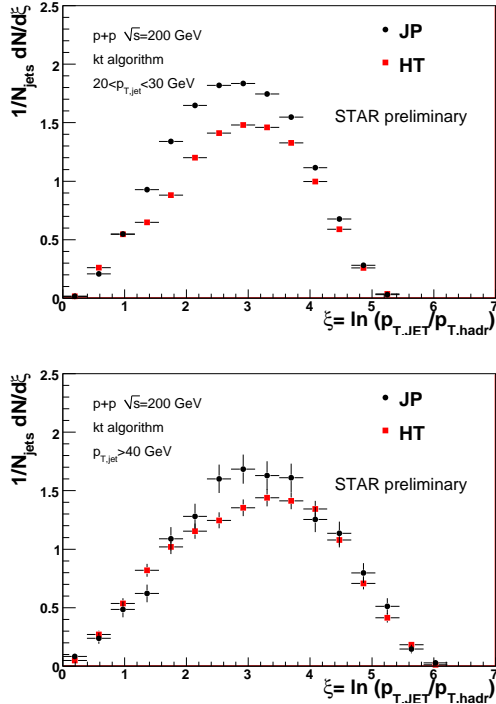 1/N_jets dN/dξ
2.5
2
1.5
1
0.5
0
p+p √s=200 GeV
kt algorithm
20<p_T,jet<30 GeV
JP
HT
STAR preliminary
0 1 2 3 4 5 6 7
ξ= ln (p_T,JET/p_T,hadr)
1/N_jets dN/dξ
2.5
2
1.5
1
0.5
0
p+p √s=200 GeV
kt algorithm
p_T,jet>40 GeV
JP
HT
STAR preliminary
0 1 2 3 4 5 6 7
ξ= ln (p_T,JET/p_T,hadr)